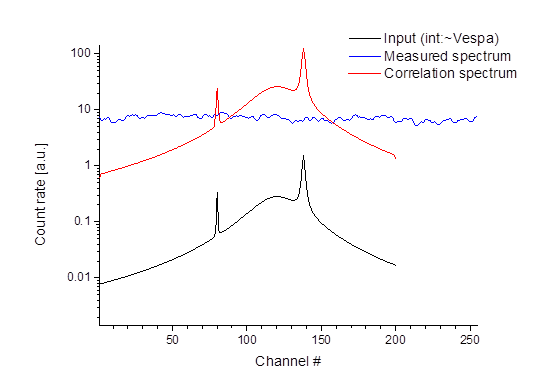 Input (int:~Vespa)
Measured spectrum
Correlation spectrum
100
10
1
0.1
0.01
Count rate [a.u.]
50
100
150
200
250
Channel #